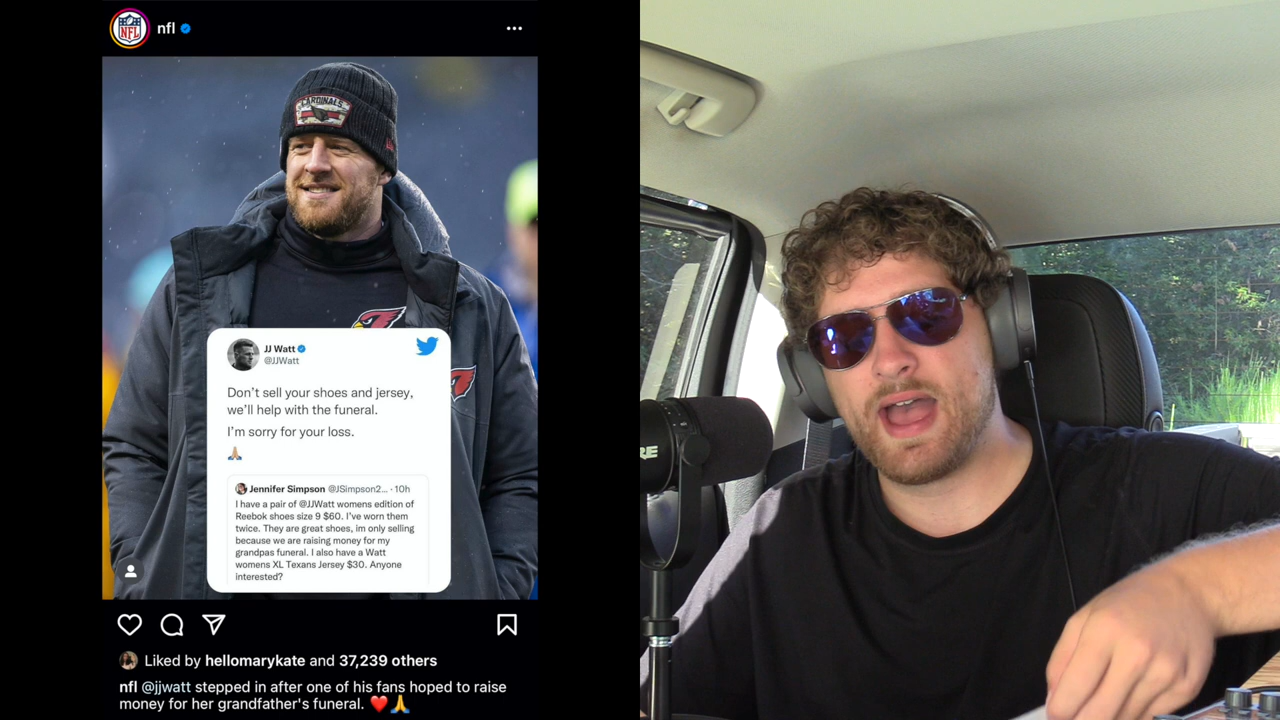 nfl
NFL
CARDINALS
JJ Watt
@JJWatt
Don't sell your shoes and jersey,
we'll help with the funeral.
I'm sorry for your loss.
🙏🏼
Jennifer Simpson @JSimpson2... · 10h
I have a pair of @JJWatt womens edition of
Reebok shoes size 9 $60. I've worn them
twice. They are great shoes, im only selling
because we are raising money for my
grandpas funeral. I also have a Watt
womens XL Texans Jersey $30. Anyone
interested?
Liked by hellomarykate and 37,239 others
nfl @jjwatt stepped in after one of his fans hoped to raise
money for her grandfather's funeral. ❤️🙏
RE